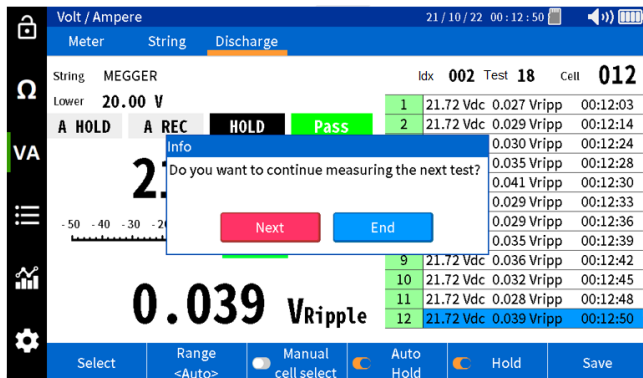 Volt / Ampere 21 / 10 / 22 00 : 12 : 50
Meter String Discharge
String MEGGER Idx 002 Test 18 Cell 012
Lower 20.00 V
A HOLD A REC HOLD Pass
Ω
VA
1 21.72 Vdc 0.027 Vripp 00:12:03
2 21.72 Vdc 0.029 Vripp 00:12:14
0.030 Vripp 00:12:24
0.035 Vripp 00:12:28
0.041 Vripp 00:12:30
0.029 Vripp 00:12:33
0.029 Vripp 00:12:36
0.035 Vripp 00:12:39
9 21.72 Vdc 0.036 Vripp 00:12:42
10 21.72 Vdc 0.032 Vripp 00:12:45
11 21.72 Vdc 0.028 Vripp 00:12:48
12 21.72 Vdc 0.039 Vripp 00:12:50
Info
Do you want to continue measuring the next test?
Next End
-50 -40 -30
0.039 VRipple
Select Range <Auto> Manual cell select Auto Hold Hold Save